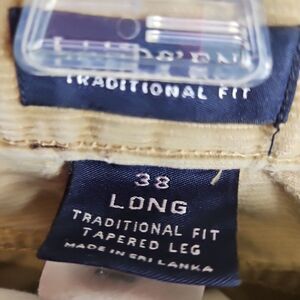 TRADITIONAL FIT
38
LONG
TRADITIONAL FIT
TAPERED LEG
MADE IN SRI LANKA